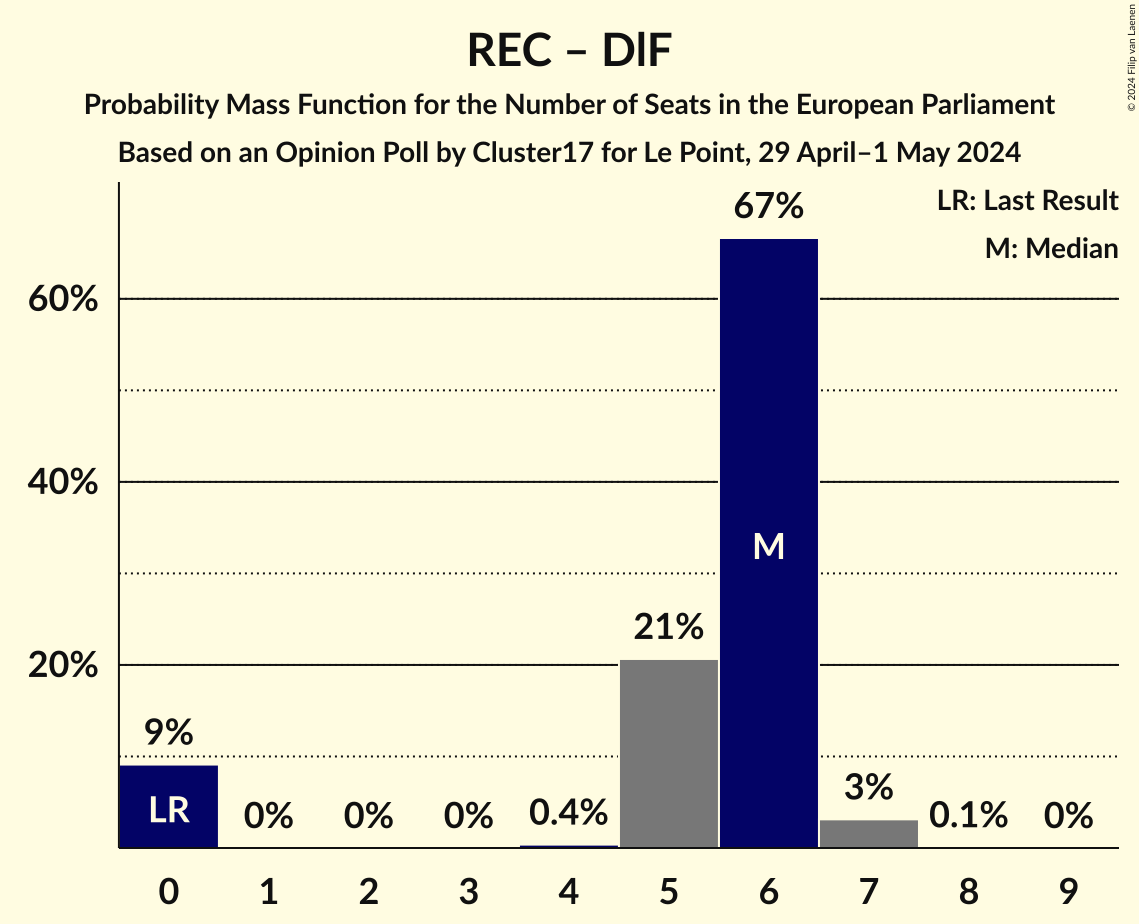 REC – DlF
Probability Mass Function for the Number of Seats in the European Parliament
Based on an Opinion Poll by Cluster17 for Le Point, 29 April–1 May 2024
© 2024 Filip van Laenen
LR: Last Result
M: Median
67%
60%
40%
M
21%
20%
9%
LR
0%
0%
0%
0.4%
3%
0.1%
0%
0 1 2 3 4 5 6 7 8 9